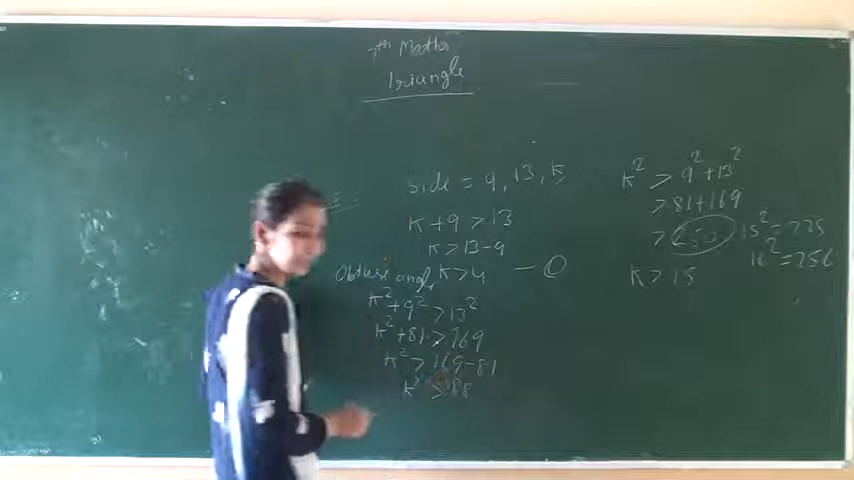 7th Maths
Triangle
side = 9, 13, K
K + 9 > 13
K > 13 - 9
K > 4 — ①
Obtuse angle
K² + 9² > 13²
K² + 81 > 169
K² > 169 - 81
K² > 88
K² > 9² + 13²
> 81 + 169
> 250
15² = 225
16² = 256
K > 15